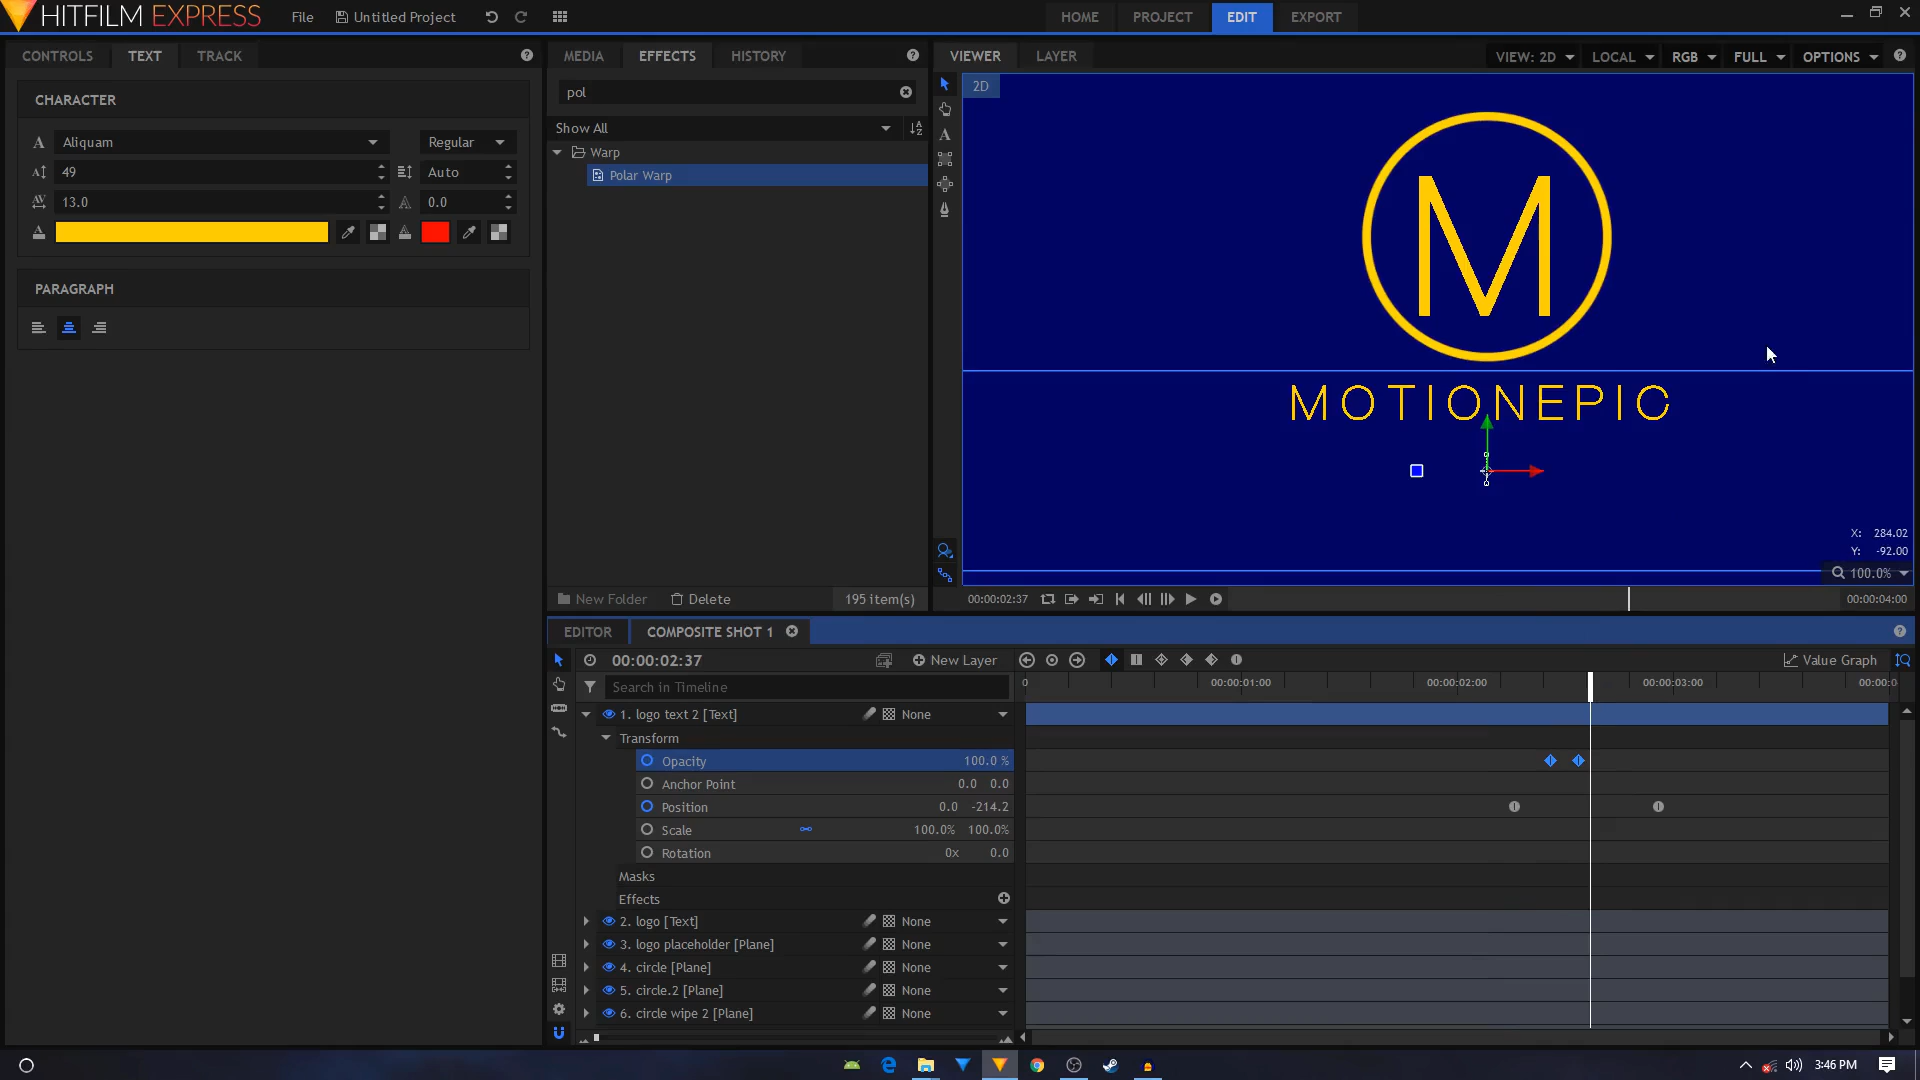 HITFILM EXPRESS
File
Untitled Project
HOME
PROJECT
EDIT
EXPORT
CONTROLS
TEXT
TRACK
CHARACTER
Aliquam
Regular
49
Auto
13.0
0.0
PARAGRAPH
MEDIA
EFFECTS
HISTORY
pol
Show All
Warp
Polar Warp
New Folder
Delete
195 item(s)
VIEWER
LAYER
VIEW: 2D
LOCAL
RGB
FULL
OPTIONS
2D
M
MOTIONEPIC
X: 284.02
Y: -92.00
100.0%
00:00:02:37
00:00:04:00
EDITOR
COMPOSITE SHOT 1
00:00:02:37
New Layer
Value Graph
Search in Timeline
0
00:00:01:00
00:00:02:00
00:00:03:00
00:00:0
1. logo text 2 [Text]
None
Transform
Opacity
100.0 %
Anchor Point
0.0 0.0
Position
0.0 -214.2
Scale
100.0% 100.0%
Rotation
0x 0.0
Masks
Effects
2. logo [Text]
None
3. logo placeholder [Plane]
None
4. circle [Plane]
None
5. circle.2 [Plane]
None
6. circle wipe 2 [Plane]
None
3:46 PM